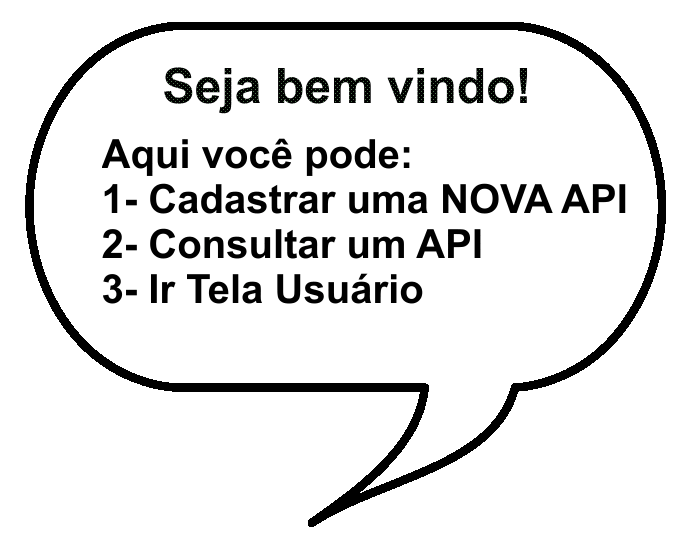 Seja bem vindo!
Aqui você pode:
1- Cadastrar uma NOVA API
2- Consultar um API
3- Ir Tela Usuário